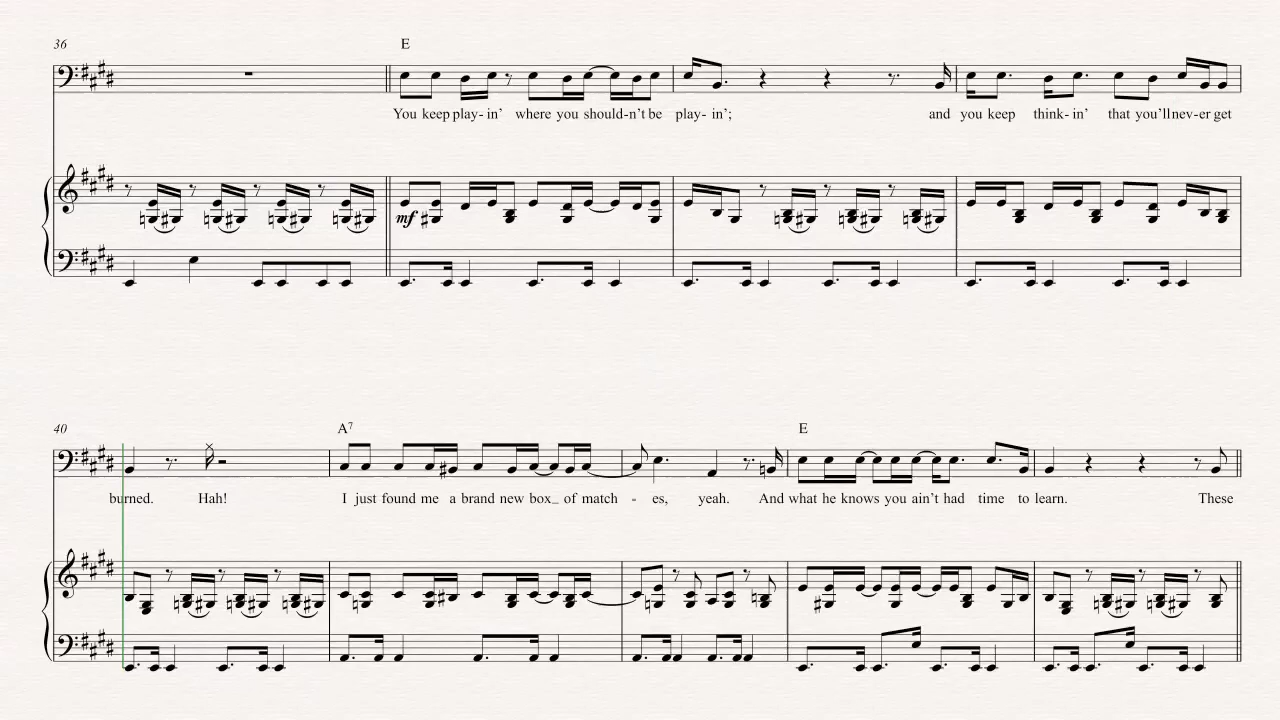 36
E
You keep play- in’ where you should-n’t be play- in’; and you keep think- in’ that you’ll nev-er get
mf
40
A7
E
burned. Hah! I just found me a brand new box_ of match - es, yeah. And what he knows you ain’t had time to learn. These